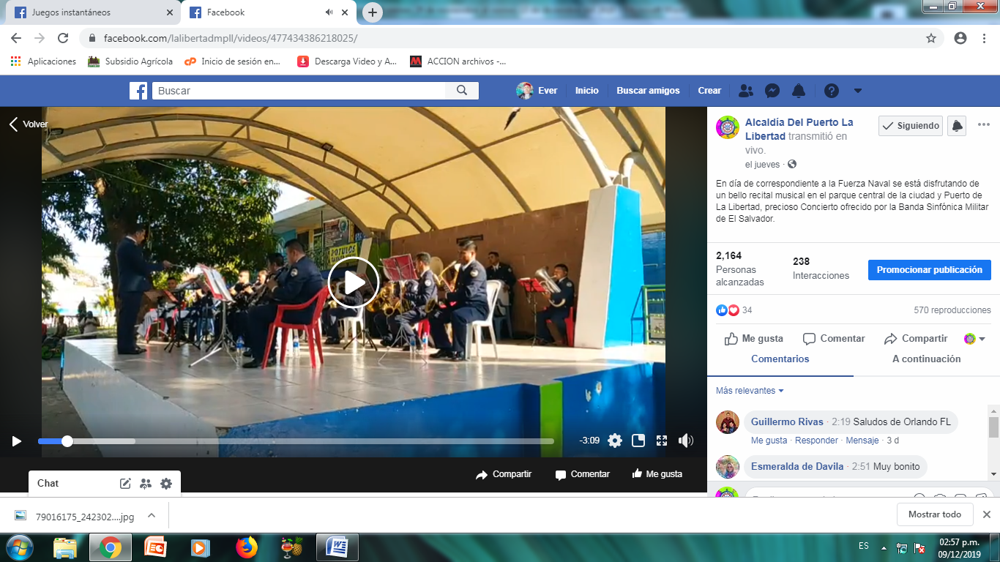 Juegos instantáneos
Facebook
facebook.com/lalibertadmpll/videos/477434386218025/
Aplicaciones
Subsidio Agrícola
Inicio de sesión en...
Descarga Video y A...
ACCION archivos -...
Buscar
Ever
Inicio
Buscar amigos
Crear
Volver
Alcaldía Del Puerto La
Libertad transmitió en
vivo.
el jueves ·
Siguiendo
En día de correspondiente a la Fuerza Naval se está disfrutando de
un bello recital musical en el parque central de la ciudad y Puerto de
La Libertad, precioso Concierto ofrecido por la Banda Sinfónica Militar
de El Salvador.
2,164
Personas
alcanzadas
238
Interacciones
Promocionar publicación
34
570 reproducciones
Me gusta
Comentar
Compartir
Comentarios
A continuación
Más relevantes
Guillermo Rivas · 2:19 Saludos de Orlando FL
Me gusta · Responder · Mensaje · 3 d
Esmeralda de Davila · 2:51 Muy bonito
-3:09
Compartir
Comentar
Me gusta
Chat
79016175_242302....jpg
Mostrar todo
ES
02:57 p.m.
09/12/2019